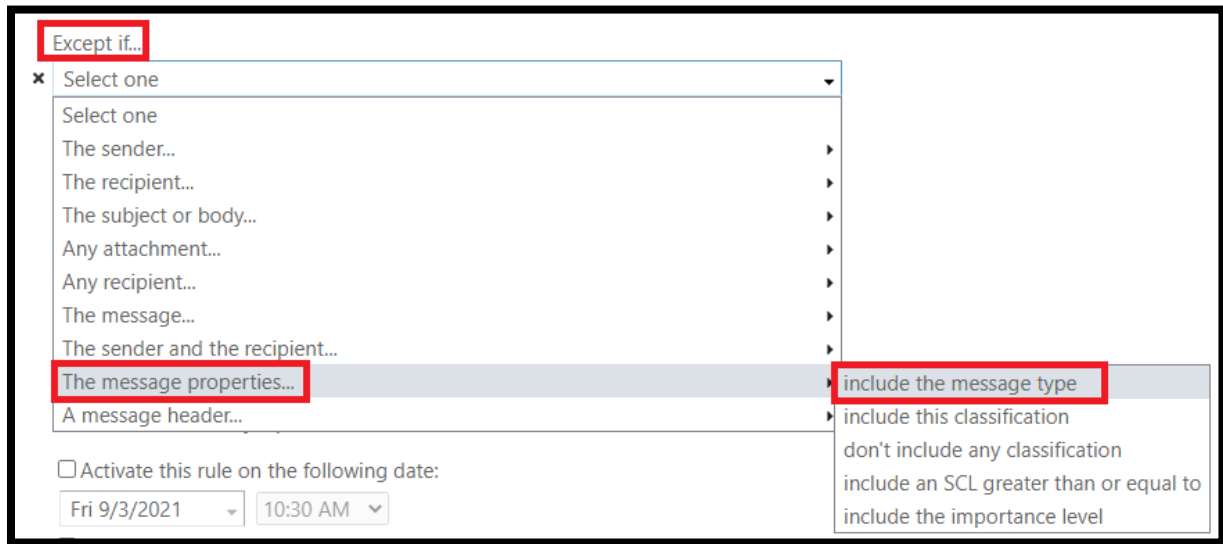 Except if...
Select one
Select one
The sender...
The recipient...
The subject or body...
Any attachment...
Any recipient...
The message...
The sender and the recipient...
The message properties...
include the message type
A message header...
include this classification
don't include any classification
Activate this rule on the following date:
include an SCL greater than or equal to
Fri 9/3/2021 10:30 AM
include the importance level